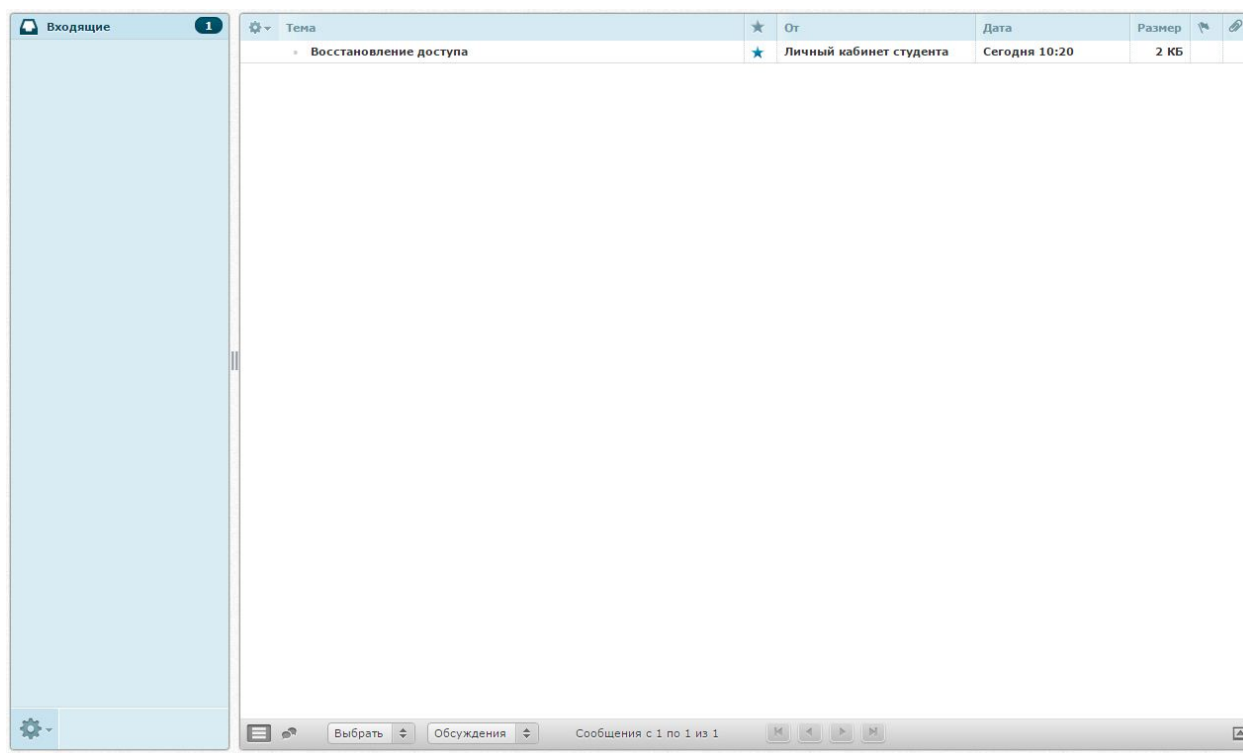 Входящие 1
Тема От Дата Размер
Восстановление доступа Личный кабинет студента Сегодня 10:20 2 КБ
Выбрать Обсуждения Сообщения с 1 по 1 из 1